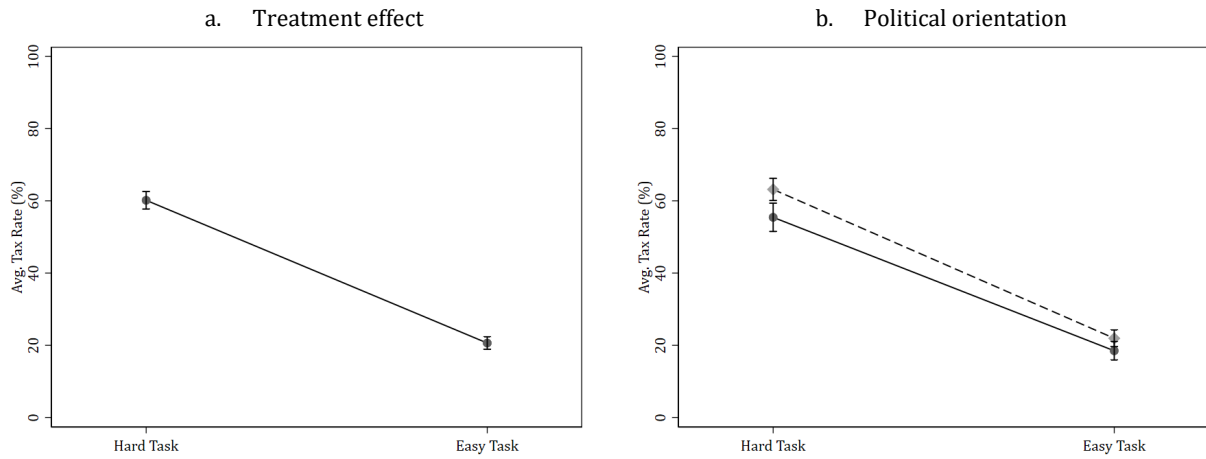 a. Treatment effect
Avg. Tax Rate (%)
100
80
60
40
20
0
Hard Task Easy Task
b. Political orientation
Avg. Tax Rate (%)
100
80
60
40
20
0
Hard Task Easy Task